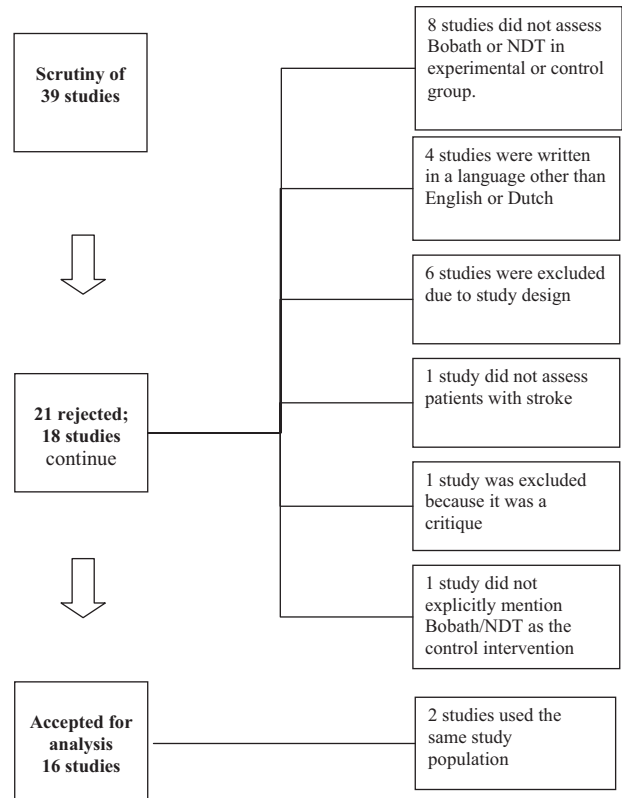 Scrutiny of
39 studies
8 studies did not assess
Bobath or NDT in
experimental or control
group.
4 studies were written
in a language other than
English or Dutch
6 studies were excluded
due to study design
21 rejected;
18 studies
continue
1 study did not assess
patients with stroke
1 study was excluded
because it was a
critique
1 study did not
explicitly mention
Bobath/NDT as the
control intervention
Accepted for
analysis
16 studies
2 studies used the
same study
population